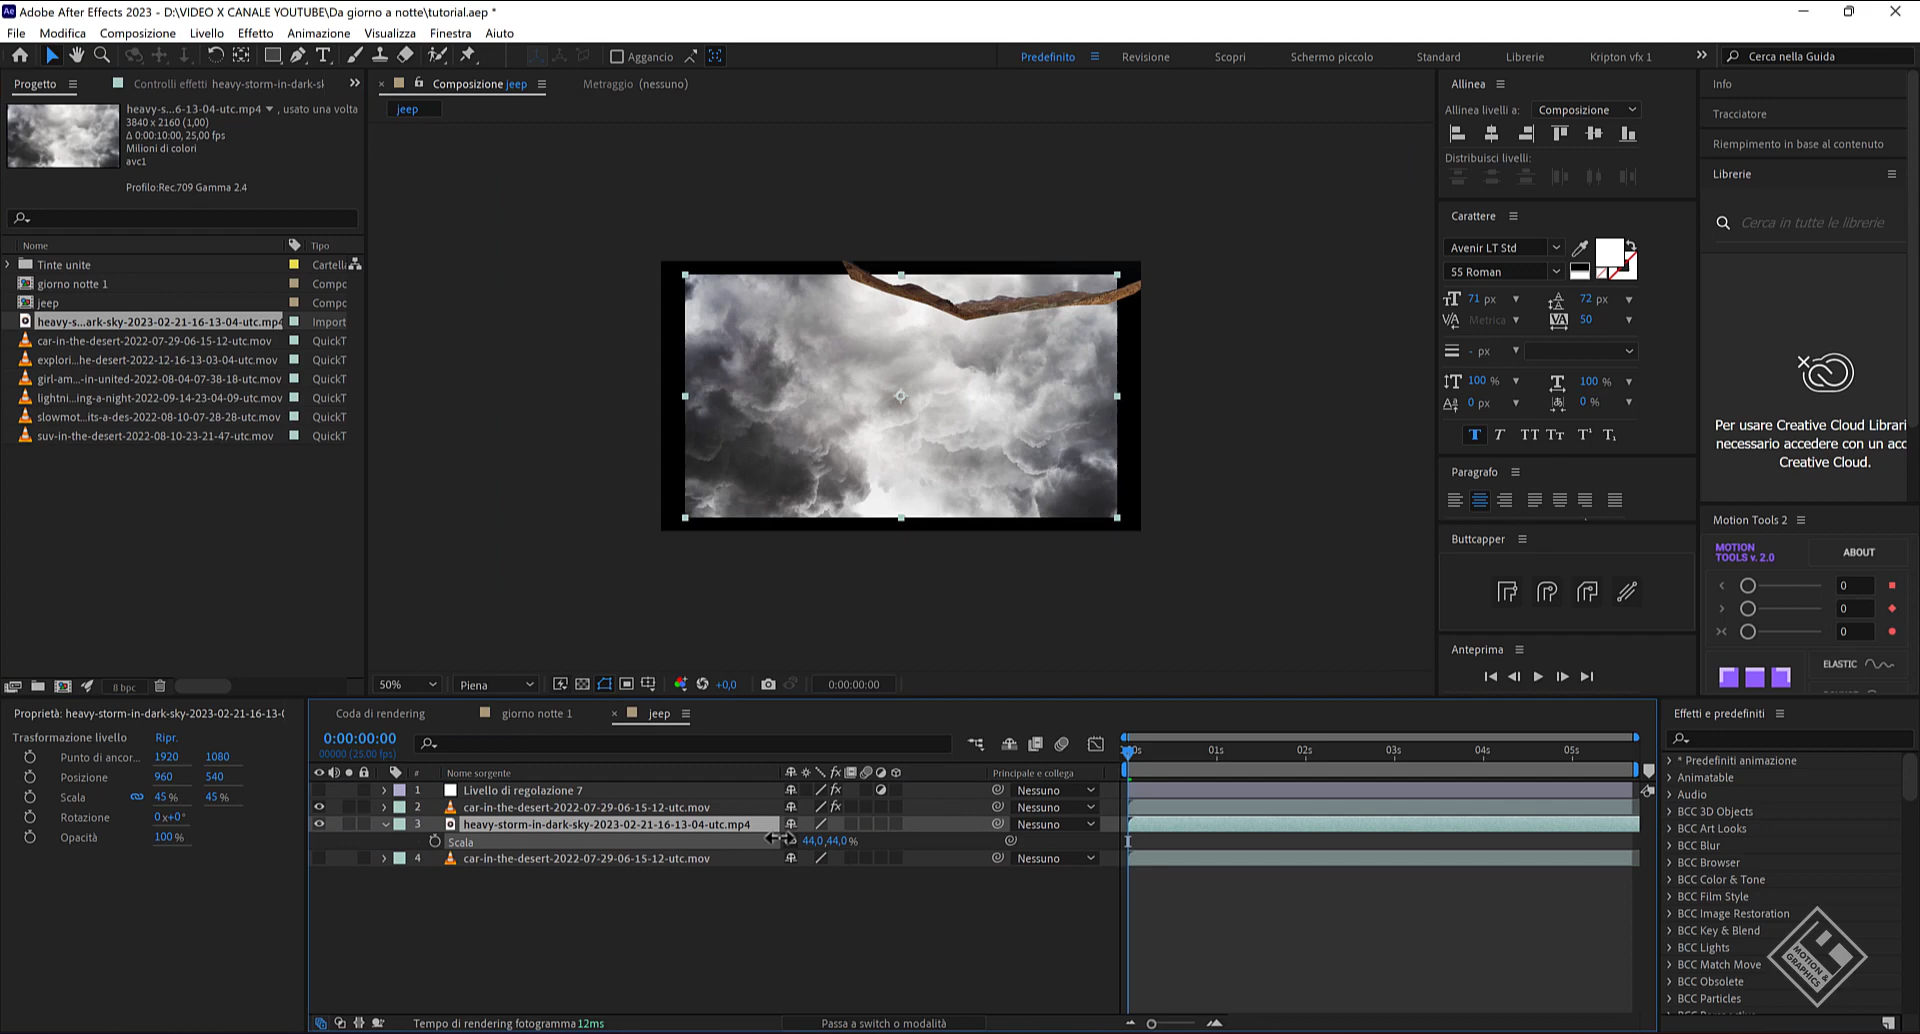 Adobe After Effects 2023 - D:\VIDEO X CANALE YOUTUBE\Da giorno a notte\tutorial.aep *
File Modifica Composizione Livello Effetto Animazione Visualizza Finestra Aiuto
Aggancio
Predefinito Revisione Scopri Schermo piccolo Standard Librerie Kripton vfx 1
Cerca nella Guida
Progetto
Controlli effetti heavy-storm-in-dark-sk
heavy-s...6-13-04-utc.mp4 , usato una volta
3840 x 2160 (1,00)
Δ 0:00:10:00, 25,00 fps
Milioni di colori
avc1
Profilo:Rec.709 Gamma 2.4
Nome Tipo
Tinte unite Cartell
giorno notte 1 Compc
jeep Compc
heavy-s...ark-sky-2023-02-21-16-13-04-utc.mp4 Import
car-in-the-desert-2022-07-29-06-15-12-utc.mov QuickT
explori...he-desert-2022-12-16-13-03-04-utc.mov QuickT
girl-am...-in-united-2022-08-04-07-38-18-utc.mov QuickT
lightni...ing-a-night-2022-09-14-23-04-09-utc.mov QuickT
slowmot...its-a-des-2022-08-10-07-28-28-utc.mov QuickT
suv-in-the-desert-2022-08-10-23-21-47-utc.mov QuickT
8 bpc
Composizione jeep
Metraggio (nessuno)
jeep
50% Piena +0,0 0:00:00:00
Allinea
Allinea livelli a: Composizione
Distribuisci livelli:
Carattere
Avenir LT Std
55 Roman
71 px 72 px
Metrica 50
- px
100 % 100 %
0 px 0 %
Paragrafo
Buttcapper
Anteprima
Info
Tracciatore
Riempimento in base al contenuto
Librerie
Cerca in tutte le librerie
Per usare Creative Cloud Librari
necessario accedere con un acc
Creative Cloud.
Motion Tools 2
MOTION
TOOLS v. 2.0
ABOUT
0
0
0
ELASTIC
Proprietà: heavy-storm-in-dark-sky-2023-02-21-16-13-(
Trasformazione livello Ripr.
Punto di ancor... 1920 1080
Posizione 960 540
Scala 45 % 45 %
Rotazione 0x+0°
Opacità 100 %
Coda di rendering giorno notte 1 jeep
0:00:00:00
00000 (25.00 fps)
# Nome sorgente fx Principale e collega
1 Livello di regolazione 7 fx Nessuno
2 car-in-the-desert-2022-07-29-06-15-12-utc.mov fx Nessuno
3 heavy-storm-in-dark-sky-2023-02-21-16-13-04-utc.mp4 Nessuno
Scala 44,0,44,0%
4 car-in-the-desert-2022-07-29-06-15-12-utc.mov Nessuno
01s 02s 03s 04s 05s
Tempo di rendering fotogramma 12ms
Passa a switch o modalità
Effetti e predefiniti
* Predefiniti animazione
Animatable
Audio
BCC 3D Objects
BCC Art Looks
BCC Blur
BCC Browser
BCC Color & Tone
BCC Film Style
BCC Image Restoration
BCC Key & Blend
BCC Lights
BCC Match Move
BCC Obsolete
BCC Particles
MOTION &
GRAPHICS